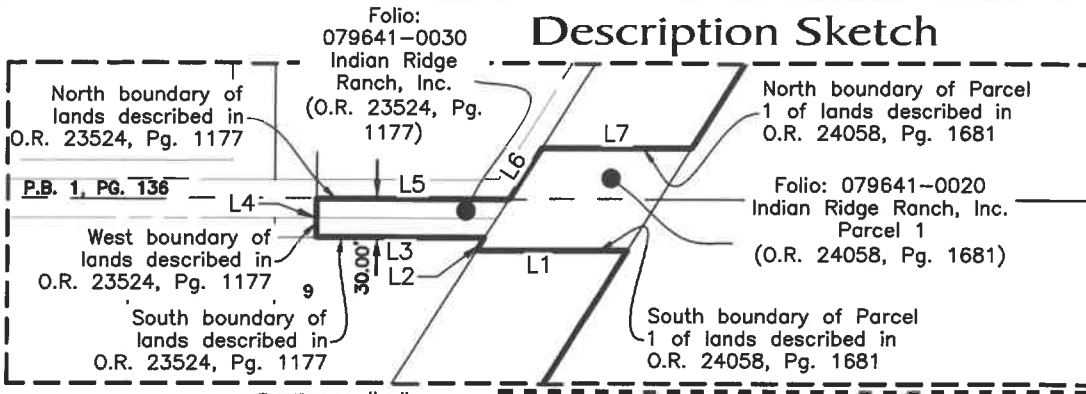 Description Sketch
Folio:
079641-0030
Indian Ridge
Ranch, Inc.
(O.R. 23524, Pg.
1177)
North boundary of
lands described in
O.R. 23524, Pg. 1177
North boundary of Parcel
1 of lands described in
O.R. 24058, Pg. 1681
L7
L6
P.B. 1, PG. 136
L5
L4
Folio: 079641-0020
Indian Ridge Ranch, Inc.
Parcel 1
(O.R. 24058, Pg. 1681)
West boundary of
lands described in
O.R. 23524, Pg. 1177
L3
L2
30.00'
L1
9
South boundary of
lands described in
O.R. 23524, Pg. 1177
South boundary of Parcel
1 of lands described in
O.R. 24058, Pg. 1681